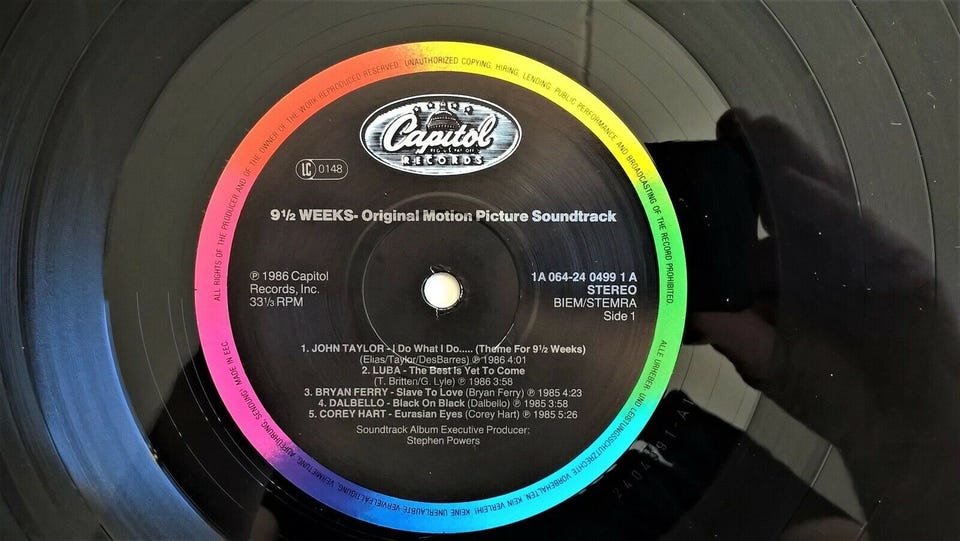 ALL RIGHTS OF THE PRODUCER AND OF THE OWNER OF THE WORK REPRODUCED RESERVED. UNAUTHORIZED COPYING, HIRING, LENDING, PUBLIC PERFORMANCE AND BROADCASTING OF THE RECORD PROHIBITED.
Capitol
RECORDS
LC 0148
9½ WEEKS- Original Motion Picture Soundtrack
℗ 1986 Capitol
Records, Inc.
33⅓ RPM
1A 064-24 0499 1 A
STEREO
BIEM/STEMRA
Side 1
1. JOHN TAYLOR - I Do What I Do..... (Theme For 9½ Weeks)
(Elias/Taylor/DesBarres) ℗ 1986 4:01
2. LUBA - The Best Is Yet To Come
(T. Britten/G. Lyle) ℗ 1986 3:58
3. BRYAN FERRY - Slave To Love (Bryan Ferry) ℗ 1985 4:23
4. DALBELLO - Black On Black (Dalbello) ℗ 1985 3:58
5. COREY HART - Eurasian Eyes (Corey Hart) ℗ 1985 5:26
Soundtrack Album Executive Producer:
Stephen Powers
ALLE URHEBER- UND LEISTUNGSSCHUTZRECHTE VORBEHALTEN. KEIN VERLEIH! KEINE UNERLAUBTE VERVIELFÄLTIGUNG, VERMIETUNG, AUFFÜHRUNG, SENDUNG! MADE IN EEC.